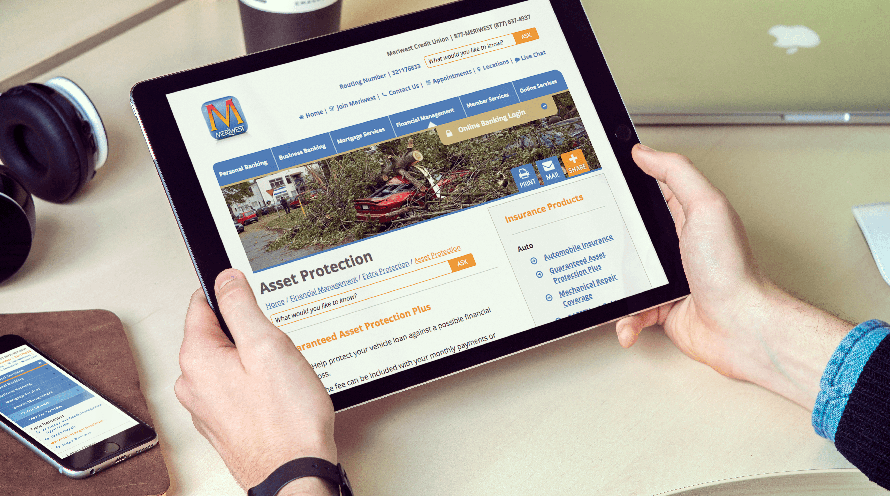 Meriwest Credit Union | 877-MERIWEST (877) 637-4937
What would you like to know? ASK
Routing Number | 321175533
Home | Join Meriwest | Contact Us | Appointments | Locations | Live Chat
M
MERIWEST
Personal Banking Business Banking Mortgage Services Financial Management Member Services Online Services
Online Banking Login
PRINT MAIL SHARE
Asset Protection
Home / Financial Management / Extra Protection / Asset Protection
What would you like to know? ASK
aranteed Asset Protection Plus
Help protect your vehicle loan against a possible financial
oss.
he fee can be included with your monthly payments or
Insurance Products
Auto
Automobile Insurance
Guaranteed Asset
Protection Plus
Mechanical Repair
Coverage